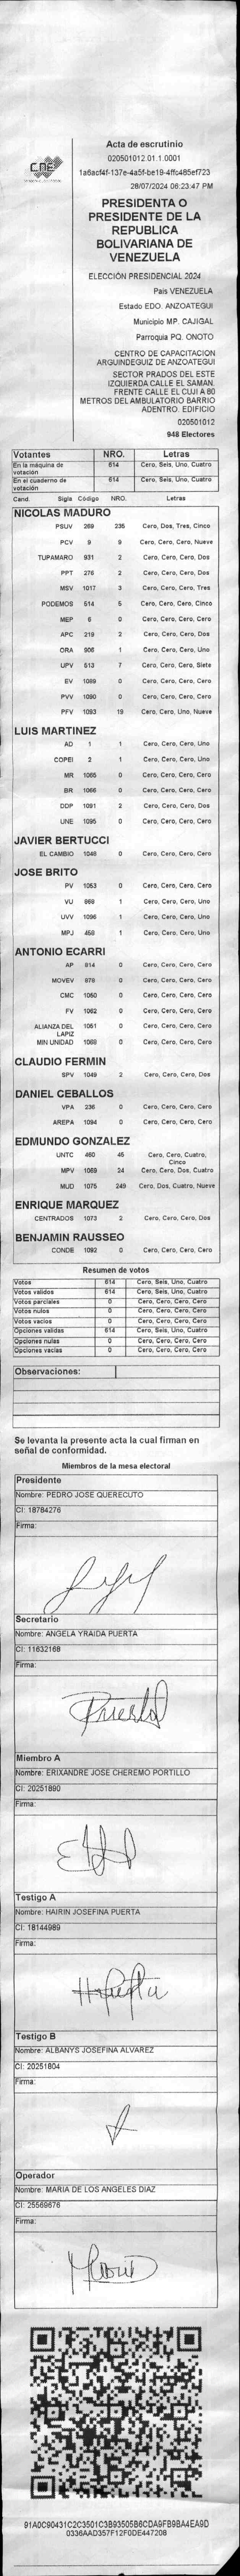 CNE
Acta de escrutinio
020501012.01.1.0001
1a6acf4f-137e-4a5f-be19-4ffc485ef723
28/07/2024 06:23:47 PM
PRESIDENTA O
PRESIDENTE DE LA
REPUBLICA
BOLIVARIANA DE
VENEZUELA
ELECCIÓN PRESIDENCIAL 2024
Pais VENEZUELA
Estado EDO. ANZOATEGUI
Municipio MP. CAJIGAL
Parroquia PQ. ONOTO
CENTRO DE CAPACITACION
ARGUINDEGUIZ DE ANZOATEGUI
SECTOR PRADOS DEL ESTE
IZQUIERDA CALLE EL SAMAN.
FRENTE CALLE EL CUJI A 80
METROS DEL AMBULATORIO BARRIO
ADENTRO. EDIFICIO
020501012
948 Electores
Votantes NRO. Letras
En la máquina de votación 614 Cero, Seis, Uno, Cuatro
En el cuaderno de votación 614 Cero, Seis, Uno, Cuatro
Cand. Sigla Código NRO. Letras
NICOLAS MADURO
PSUV 269 235 Cero, Dos, Tres, Cinco
PCV 9 9 Cero, Cero, Cero, Nueve
TUPAMARO 931 2 Cero, Cero, Cero, Dos
PPT 276 2 Cero, Cero, Cero, Dos
MSV 1017 3 Cero, Cero, Cero, Tres
PODEMOS 514 5 Cero, Cero, Cero, Cinco
MEP 6 0 Cero, Cero, Cero, Cero
APC 219 2 Cero, Cero, Cero, Dos
ORA 906 1 Cero, Cero, Cero, Uno
UPV 513 7 Cero, Cero, Cero, Siete
EV 1089 0 Cero, Cero, Cero, Cero
PVV 1090 0 Cero, Cero, Cero, Cero
PFV 1093 19 Cero, Cero, Uno, Nueve
LUIS MARTINEZ
AD 1 1 Cero, Cero, Cero, Uno
COPEI 2 1 Cero, Cero, Cero, Uno
MR 1065 0 Cero, Cero, Cero, Cero
BR 1066 0 Cero, Cero, Cero, Cero
DDP 1091 2 Cero, Cero, Cero, Dos
UNE 1095 0 Cero, Cero, Cero, Cero
JAVIER BERTUCCI
EL CAMBIO 1048 0 Cero, Cero, Cero, Cero
JOSE BRITO
PV 1053 0 Cero, Cero, Cero, Cero
VU 868 1 Cero, Cero, Cero, Uno
UVV 1096 1 Cero, Cero, Cero, Uno
MPJ 458 1 Cero, Cero, Cero, Uno
ANTONIO ECARRI
AP 814 0 Cero, Cero, Cero, Cero
MOVEV 878 0 Cero, Cero, Cero, Cero
CMC 1050 0 Cero, Cero, Cero, Cero
FV 1062 0 Cero, Cero, Cero, Cero
ALIANZA DEL LAPIZ 1051 0 Cero, Cero, Cero, Cero
MIN UNIDAD 1068 0 Cero, Cero, Cero, Cero
CLAUDIO FERMIN
SPV 1049 2 Cero, Cero, Cero, Dos
DANIEL CEBALLOS
VPA 236 0 Cero, Cero, Cero, Cero
AREPA 1094 0 Cero, Cero, Cero, Cero
EDMUNDO GONZALEZ
UNTC 460 45 Cero, Cero, Cuatro, Cinco
MPV 1069 24 Cero, Cero, Dos, Cuatro
MUD 1075 249 Cero, Dos, Cuatro, Nueve
ENRIQUE MARQUEZ
CENTRADOS 1073 2 Cero, Cero, Cero, Dos
BENJAMIN RAUSSEO
CONDE 1092 0 Cero, Cero, Cero, Cero
Resumen de votos
Votos 614 Cero, Seis, Uno, Cuatro
Votos validos 614 Cero, Seis, Uno, Cuatro
Votos parciales 0 Cero, Cero, Cero, Cero
Votos nulos 0 Cero, Cero, Cero, Cero
Votos vacios 0 Cero, Cero, Cero, Cero
Opciones validas 614 Cero, Seis, Uno, Cuatro
Opciones nulas 0 Cero, Cero, Cero, Cero
Opciones vacias 0 Cero, Cero, Cero, Cero
Observaciones:
Se levanta la presente acta la cual firman en
señal de conformidad.
Miembros de la mesa electoral
Presidente
Nombre: PEDRO JOSE QUERECUTO
CI: 18784276
Firma:
Secretario
Nombre: ANGELA YRAIDA PUERTA
CI: 11632168
Firma:
Puerta
Miembro A
Nombre: ERIXANDRE JOSE CHEREMO PORTILLO
CI: 20251890
Firma:
Testigo A
Nombre: HAIRIN JOSEFINA PUERTA
CI: 18144989
Firma:
Testigo B
Nombre: ALBANYS JOSEFINA ALVAREZ
CI: 20251804
Firma:
Operador
Nombre: MARIA DE LOS ANGELES DIAZ
CI: 25569676
Firma:
91A0C90431C2C3501C3B93505B6CDA9FB9BA4EA9D
0336AAD357F12F0DE447208